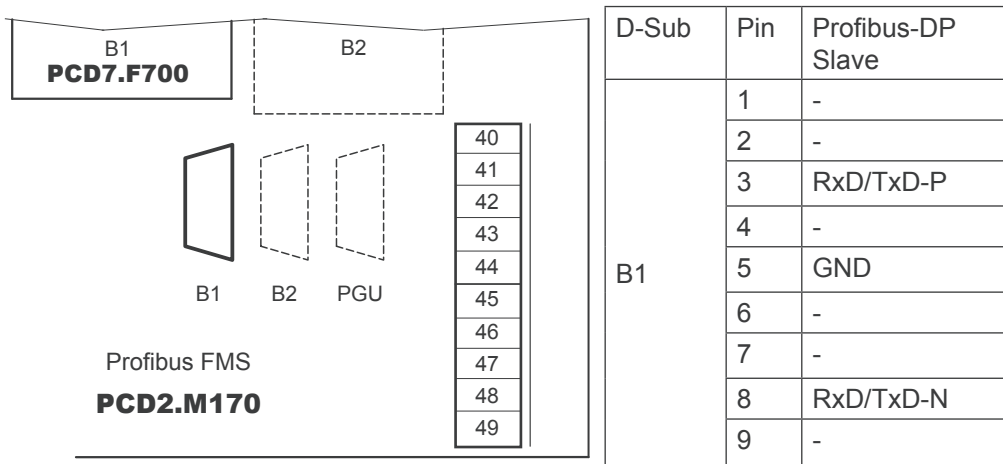 B1
PCD7.F700
B2
40
41
42
43
44
45
46
47
48
49
B1 B2 PGU
Profibus FMS
PCD2.M170
D-Sub Pin Profibus-DP
Slave
B1
1 -
2 -
3 RxD/TxD-P
4 -
5 GND
6 -
7 -
8 RxD/TxD-N
9 -